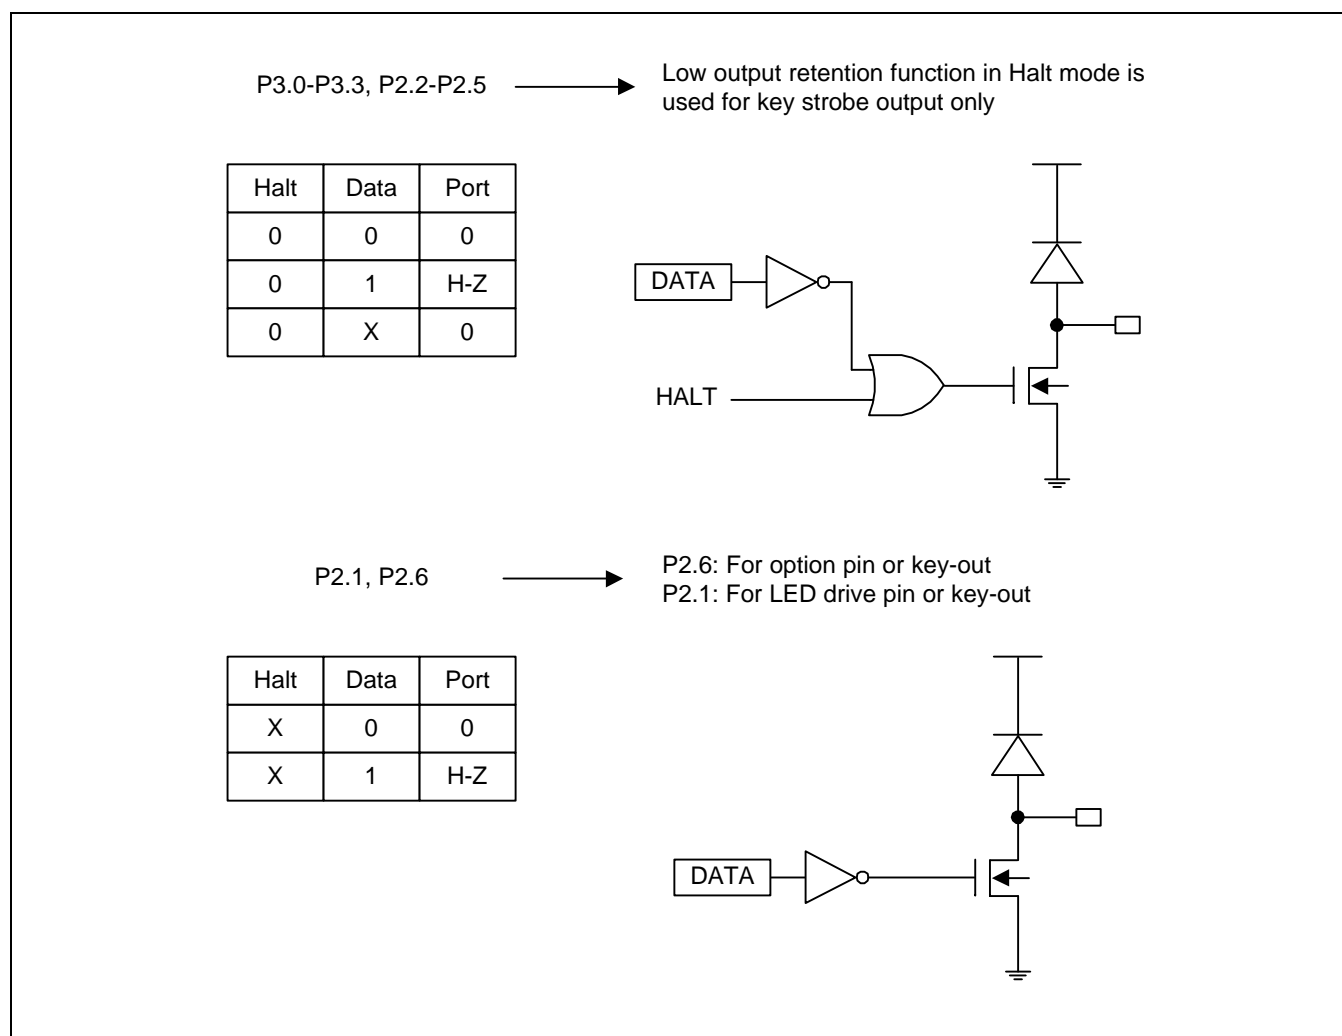 P3.0-P3.3, P2.2-P2.5
Low output retention function in Halt mode is
used for key strobe output only
Halt Data Port
0 0 0
0 1 H-Z
0 X 0
DATA
HALT
P2.1, P2.6
P2.6: For option pin or key-out
P2.1: For LED drive pin or key-out
Halt Data Port
X 0 0
X 1 H-Z
DATA